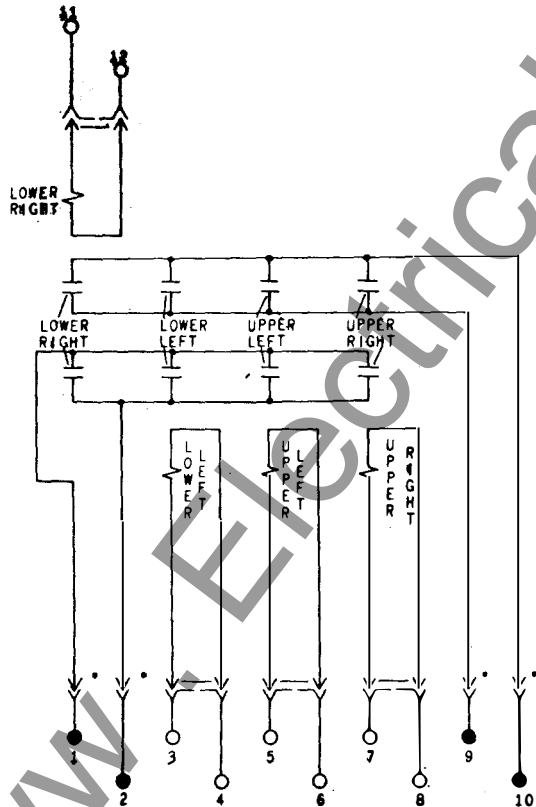 11
12
LOWER
RIGHT
LOWER
RIGHT
LOWER
LEFT
UPPER
LEFT
UPPER
RIGHT
LOWER
LEFT
UPPER
LEFT
UPPER
RIGHT
1
3
5
7
9
2
4
6
8
10
www . Electrical